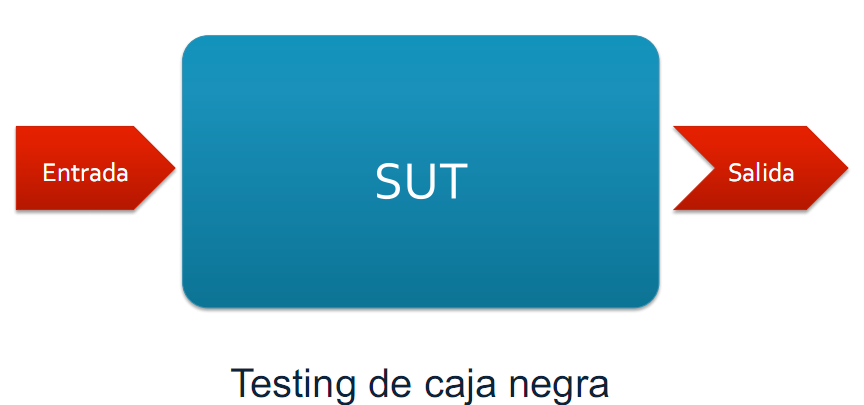 Entrada
SUT
Salida
Testing de caja negra